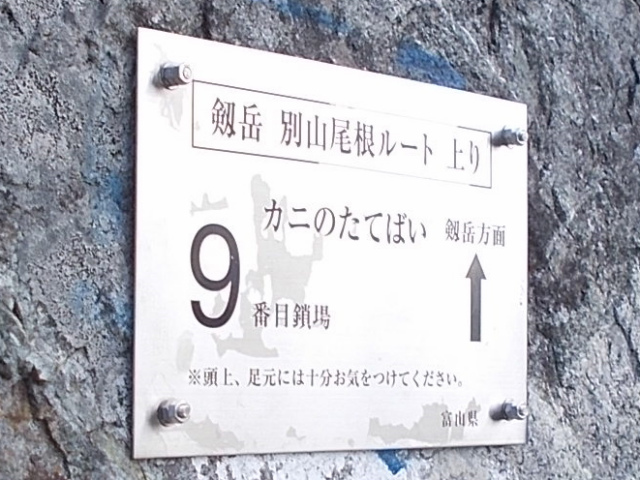 劔岳 別山尾根ルート 上り
カニのたてばい 劔岳方面
9番目鎖場
※頭上、足元には十分お気をつけてください。
富山県